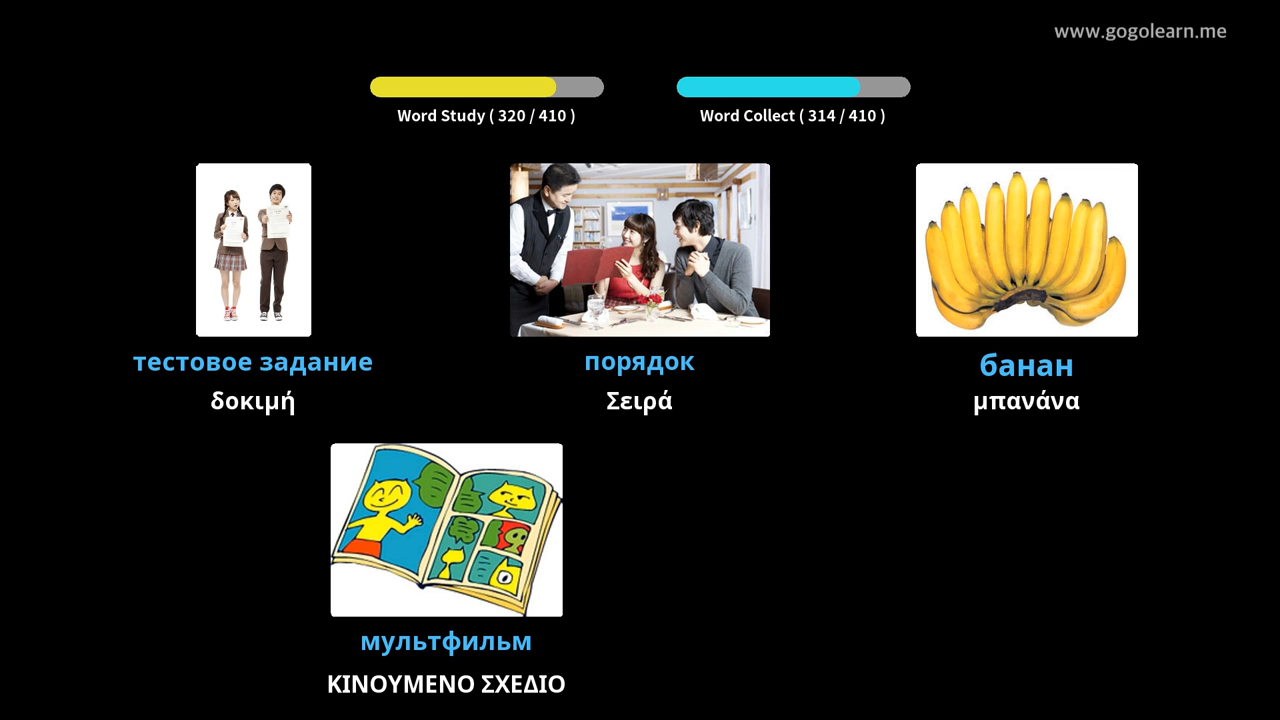 www.gogolearn.me
Word Study ( 320 / 410 )
Word Collect ( 314 / 410 )
тестовое задание
δοκιμή
порядок
Σειρά
банан
μπανάνα
мультфильм
ΚΙΝΟΥΜΕΝΟ ΣΧΕΔΙΟ